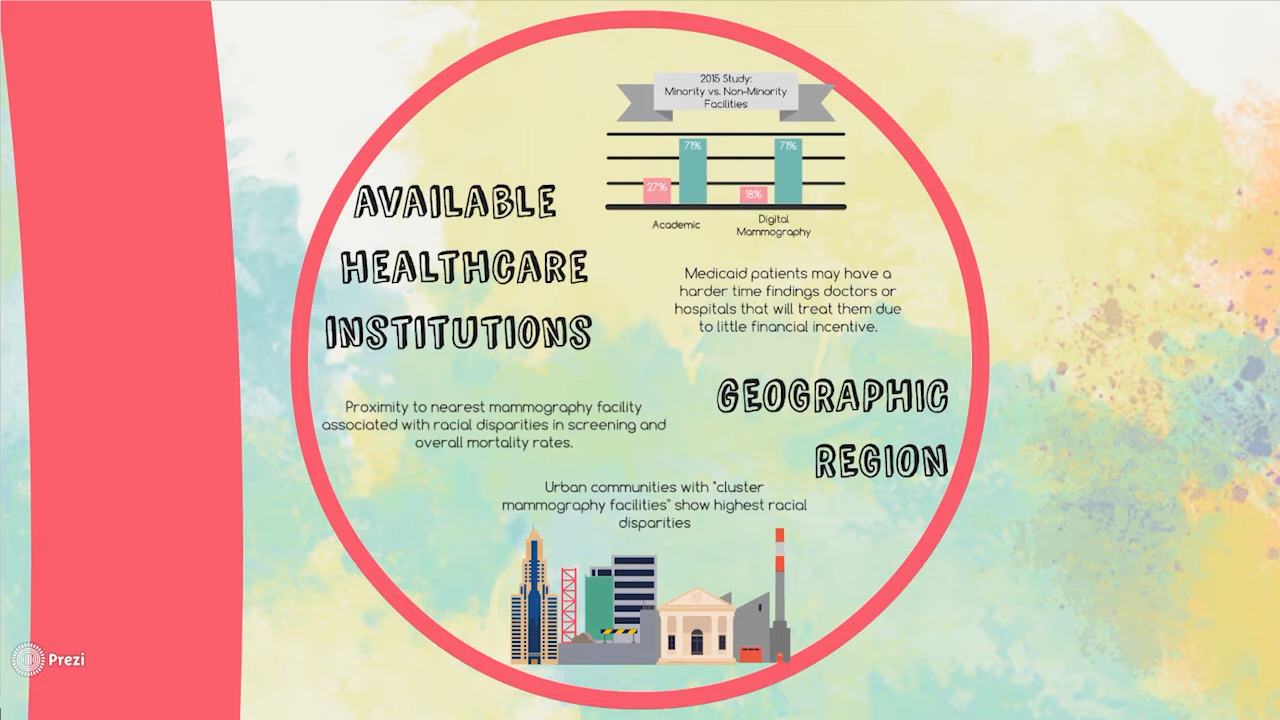 2015 Study:
Minority vs. Non-Minority
Facilities
71%
71%
27%
18%
Academic
Digital
Mammography
AVAILABLE
HEALTHCARE
INSTITUTIONS
Medicaid patients may have a
harder time findings doctors or
hospitals that will treat them due
to little financial incentive.
GEOGRAPHIC
REGION
Proximity to nearest mammography facility
associated with racial disparities in screening and
overall mortality rates.
Urban communities with "cluster
mammography facilities" show highest racial
disparities
Prezi